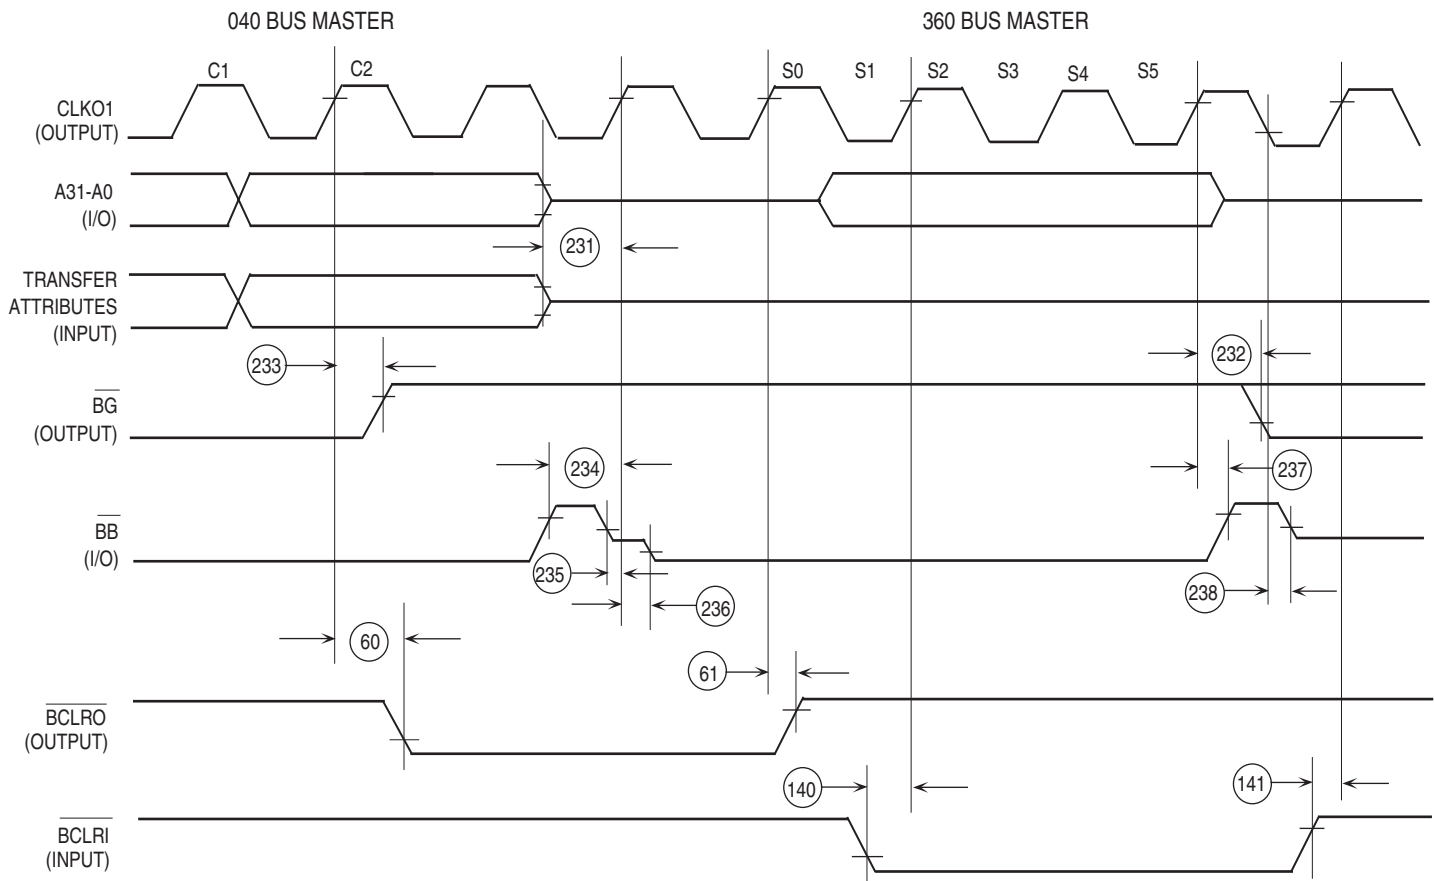 040 BUS MASTER
360 BUS MASTER
C1
C2
S0
S1
S2
S3
S4
S5
CLKO1
(OUTPUT)
A31-A0
(I/O)
231
TRANSFER
ATTRIBUTES
(INPUT)
233
232
BG
(OUTPUT)
234
237
BB
(I/O)
235
236
238
60
61
BCLRO
(OUTPUT)
140
141
BCLRI
(INPUT)